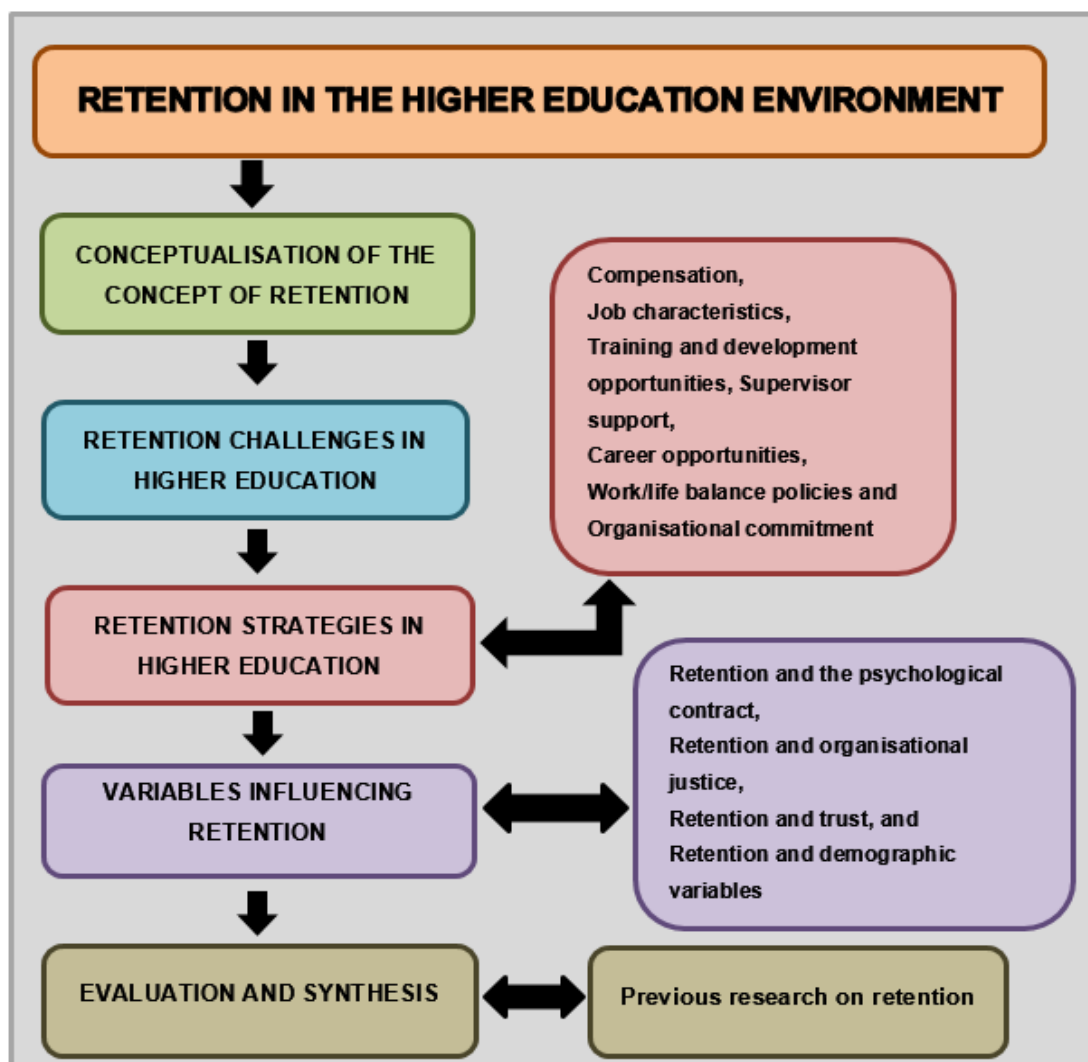 RETENTION IN THE HIGHER EDUCATION ENVIRONMENT
CONCEPTUALISATION OF THE
CONCEPT OF RETENTION
RETENTION CHALLENGES IN
HIGHER EDUCATION
Compensation,
Job characteristics,
Training and development
opportunities, Supervisor
support,
Career opportunities,
Work/life balance policies and
Organisational commitment
RETENTION STRATEGIES IN
HIGHER EDUCATION
Retention and the psychological
contract,
Retention and organisational
justice,
Retention and trust, and
Retention and demographic
variables
VARIABLES INFLUENCING
RETENTION
EVALUATION AND SYNTHESIS
Previous research on retention